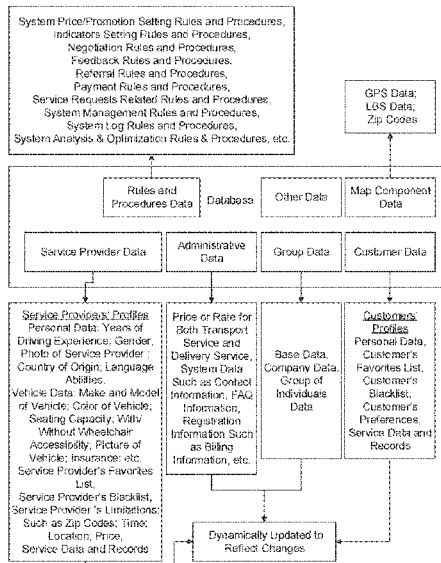 System Price/Promotion Setting Rules and Procedures,
Indicators Setting Rules and Procedures,
Negotiation Rules and Procedures,
Feedback Rules and Procedures.
Referral Rules and Procedures,
Payment Rules and Procedures,
Service Requests Related Rules and Procedures,
System Management Rules and Procedures,
System Log Rules and Procedures,
System Analysis & Optimization Rules & Procedures, etc.
GPS Data;
LBS Data;
Zip Codes
Rules and
Procedures Data
Database
Other Data
Map Component
Data
Service Provider Data
Administrative
Data
Group Data
Customer Data
Service Providers' Profiles
Personal Data: Years of
Driving Experience; Gender,
Photo of Service Provider ;
Country of Origin; Language
Abilities.
Vehicle Data: Make and Model
of Vehicle; Color of Vehicle;
Seating Capacity; With/
Without Wheelchair
Accessibility; Picture of
Vehicle; Insurance; etc.
Service Provider's Favorites
List,
Service Provider's Blacklist,
Service Provider's Limitations:
Such as Zip Codes; Time;
Location; Price,
Service Data and Records
Price or Rate for
Both Transport
Service and
Delivery Service,
System Data
Such as Contact
Information, FAQ
Information,
Registration
Information Such
as Billing
Information, etc.
Base Data,
Company Data,
Group of
Individuals
Data
Customers'
Profiles
Personal Data,
Customer's
Favorites List,
Customer's
Blacklist,
Customer's
Preferences,
Service Data and
Records
Dynamically Updated to
Reflect Changes